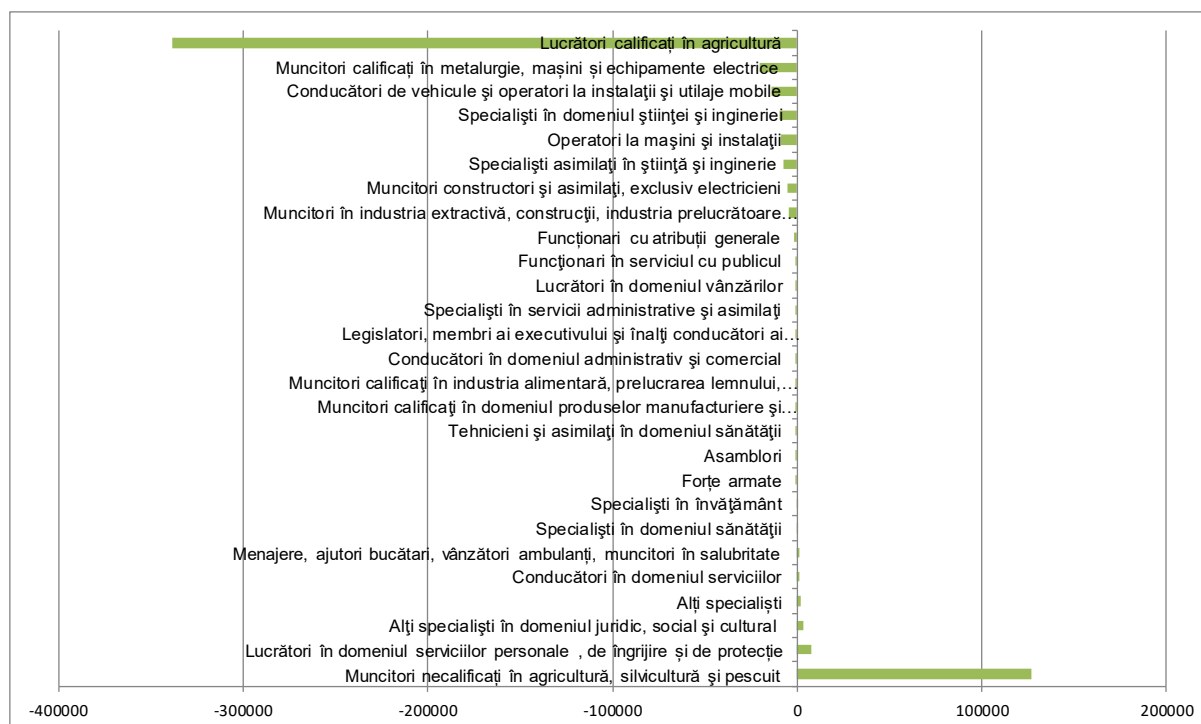 Lucrători calificați în agricultură
Muncitori calificați în metalurgie, mașini și echipamente electrice
Conducători de vehicule şi operatori la instalaţii şi utilaje mobile
Specialişti în domeniul ştiinţei şi ingineriei
Operatori la maşini şi instalaţii
Specialişti asimilaţi în ştiinţă şi inginerie
Muncitori constructori şi asimilaţi, exclusiv electricieni
Muncitori în industria extractivă, construcţii, industria prelucrătoare…
Funcționari cu atribuții generale
Funcţionari în serviciul cu publicul
Lucrători în domeniul vânzărilor
Specialişti în servicii administrative şi asimilaţi
Legislatori, membri ai executivului şi înalţi conducători ai…
Conducători în domeniul administrativ şi comercial
Muncitori calificaţi în industria alimentară, prelucrarea lemnului,…
Muncitori calificaţi în domeniul produselor manufacturiere şi…
Tehnicieni şi asimilaţi în domeniul sănătăţii
Asamblori
Forțe armate
Specialişti în învăţământ
Specialişti în domeniul sănătăţii
Menajere, ajutori bucătari, vânzători ambulanți, muncitori în salubritate
Conducători în domeniul serviciilor
Alți specialiști
Alţi specialişti în domeniul juridic, social şi cultural
Lucrători în domeniul serviciilor personale , de îngrijire și de protecție
Muncitori necalificați în agricultură, silvicultură şi pescuit
-400000 -300000 -200000 -100000 0 100000 200000